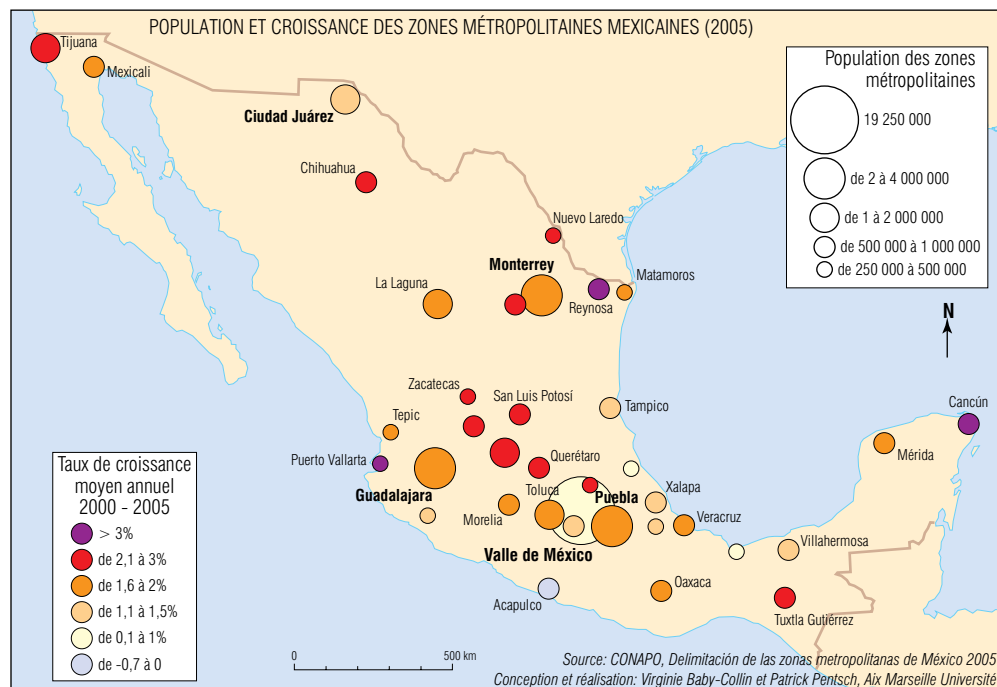 POPULATION ET CROISSANCE DES ZONES MÉTROPOLITAINES MEXICAINES (2005)
Tijuana
Mexicali
Ciudad Juárez
Chihuahua
Nuevo Laredo
Monterrey
La Laguna
Reynosa
Matamoros
Zacatecas
San Luis Potosí
Tampico
Tepic
Puerto Vallarta
Querétaro
Guadalajara
Morelia
Toluca
Puebla
Xalapa
Veracruz
Valle de México
Villahermosa
Acapulco
Oaxaca
Tuxtla Gutiérrez
Mérida
Cancún
Population des zones
métropolitaines
19 250 000
de 2 à 4 000 000
de 1 à 2 000 000
de 500 000 à 1 000 000
de 250 000 à 500 000
N
Taux de croissance
moyen annuel
2000 - 2005
> 3%
de 2,1 à 3%
de 1,6 à 2%
de 1,1 à 1,5%
de 0,1 à 1%
de -0,7 à 0
0 500 km
Source: CONAPO, Delimitación de las zonas metropolitanas de México 2005
Conception et réalisation: Virginie Baby-Collin et Patrick Pentsch, Aix Marseille Université